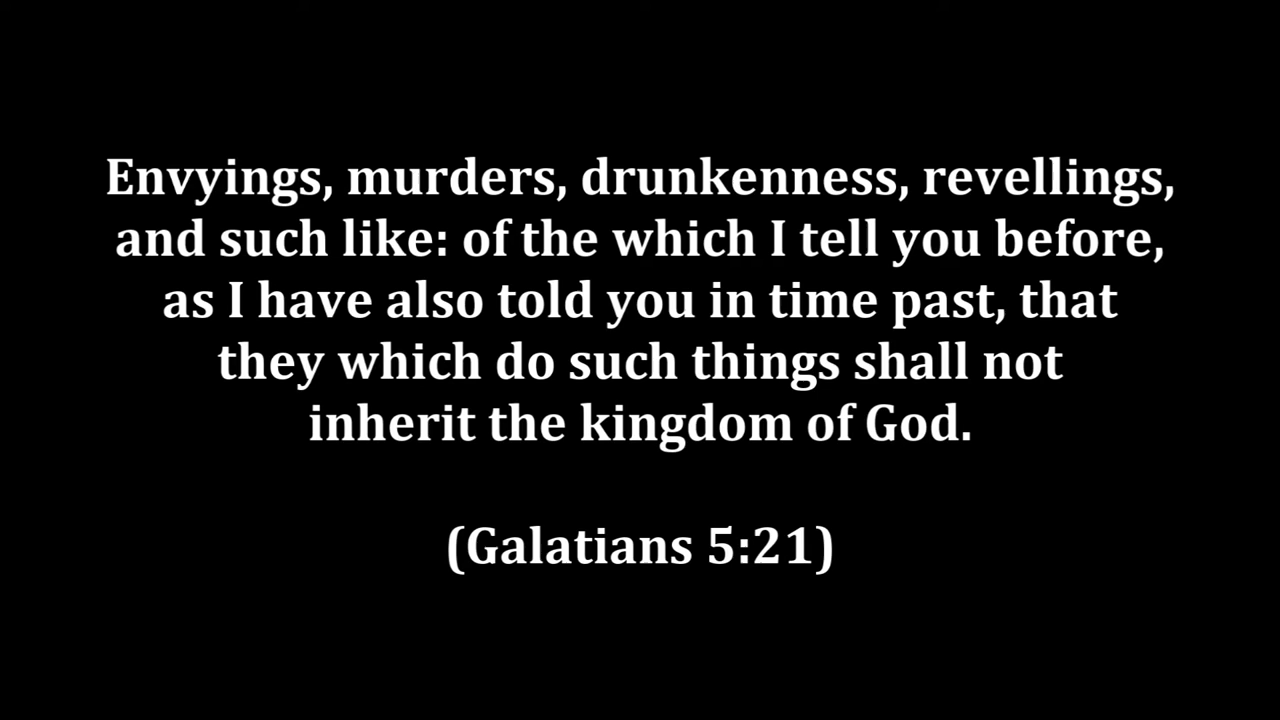 Envyings, murders, drunkenness, revellings,
and such like: of the which I tell you before,
as I have also told you in time past, that
they which do such things shall not
inherit the kingdom of God.
(Galatians 5:21)